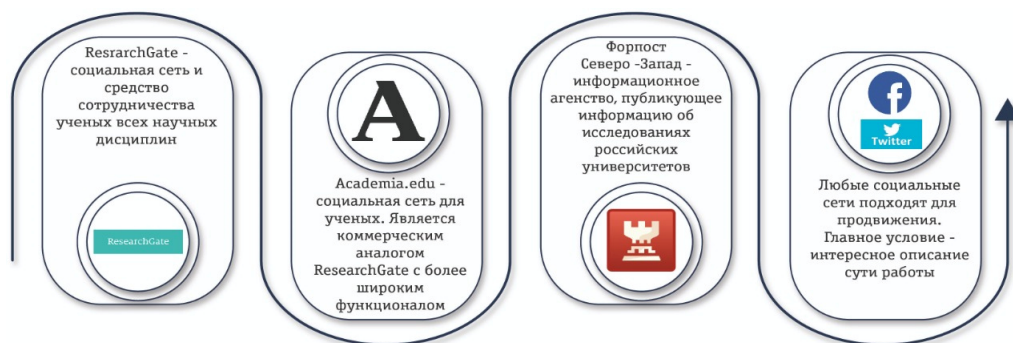 ResrarchGate -
социальная сеть и
средство
сотрудничества
ученых всех научных
дисциплин
ResearchGate
A
Academia.edu -
социальная сеть для
ученых. Является
коммерческим
аналогом
ResearchGate с более
широким
функционалом
Форпост
Северо -Запад -
информационное
агенство, публикующее
информацию об
исследованиях
российских
университетов
f
Twitter
Любые социальные
сети подходят для
продвижения.
Главное условие -
интересное описание
сути работы